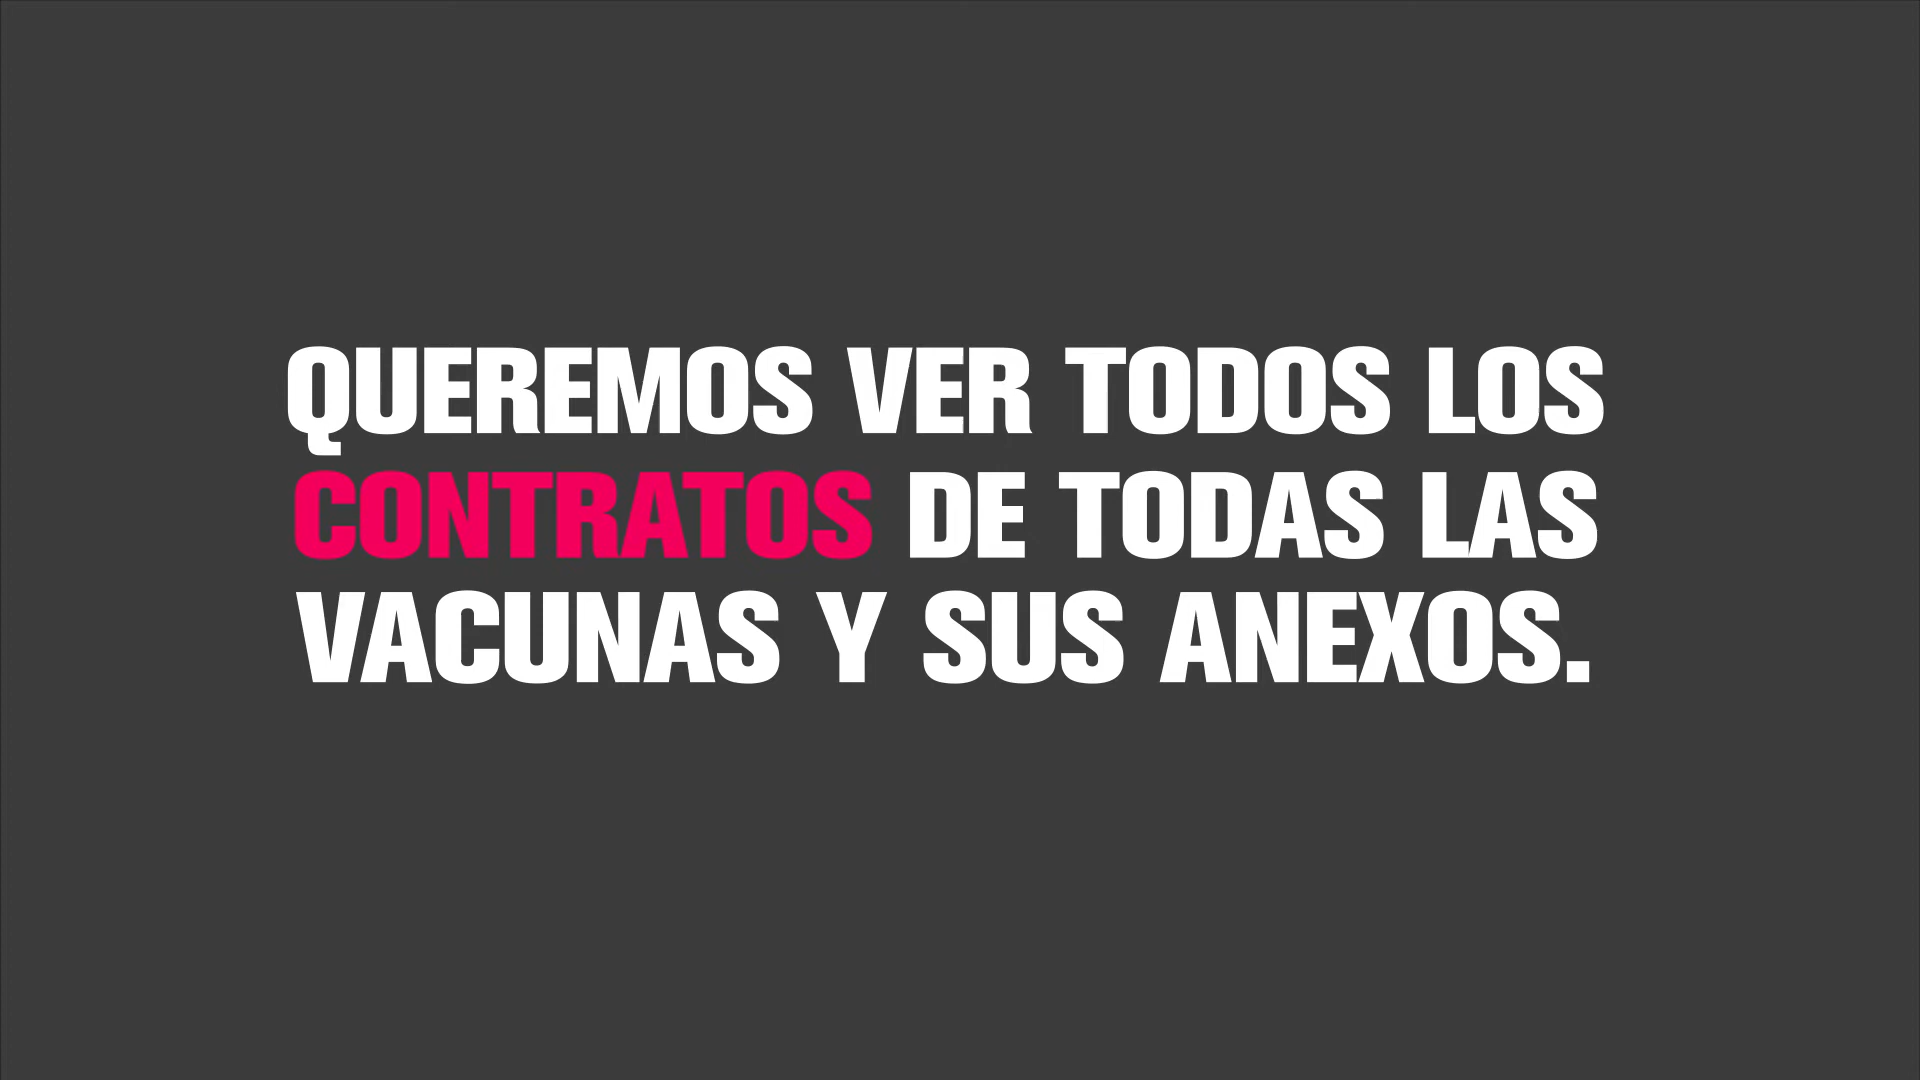 QUEREMOS VER TODOS LOS
CONTRATOS DE TODAS LAS
VACUNAS Y SUS ANEXOS.